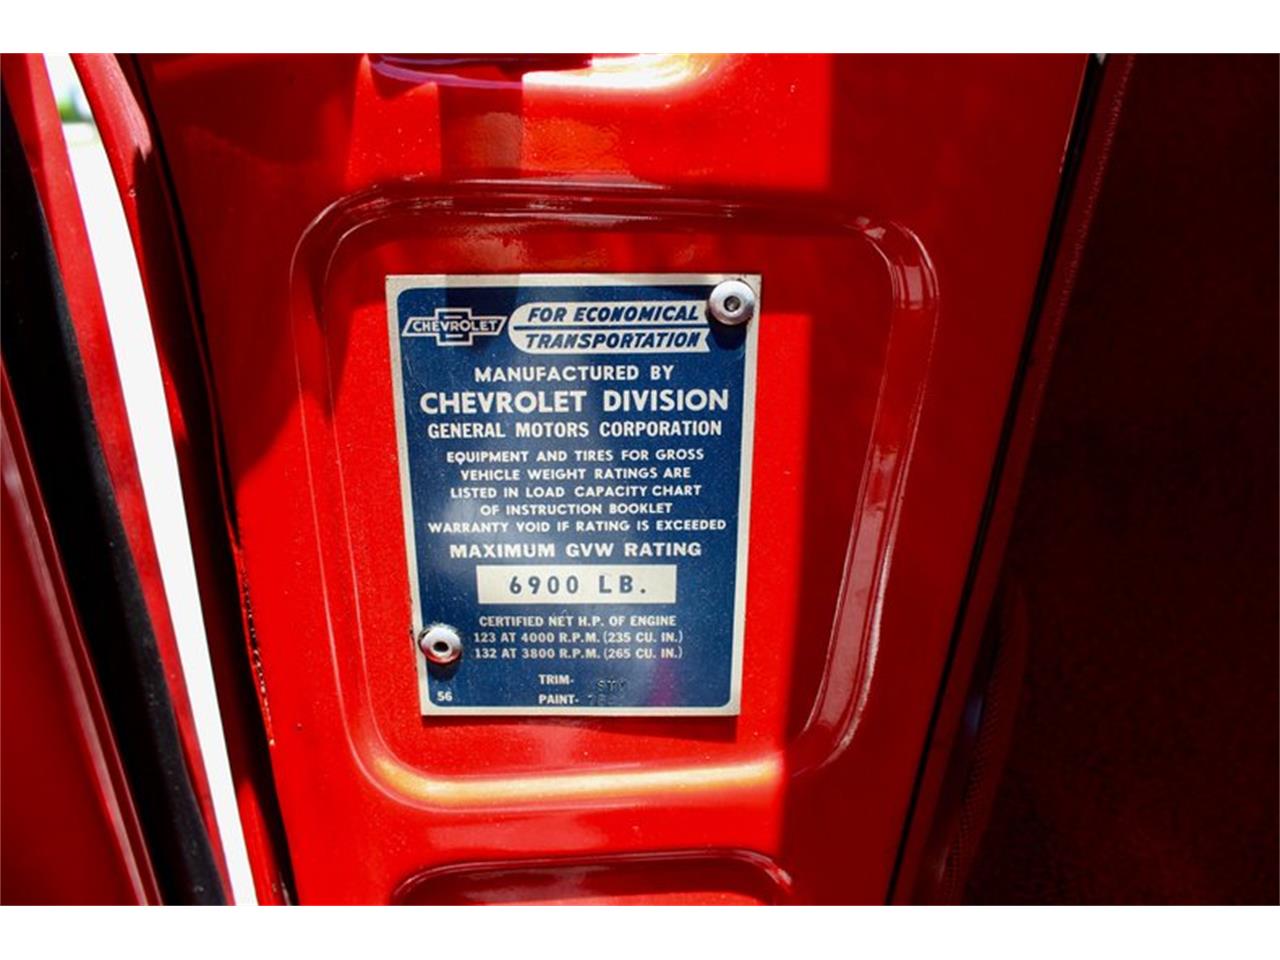 CHEVROLET
FOR ECONOMICAL
TRANSPORTATION
MANUFACTURED BY
CHEVROLET DIVISION
GENERAL MOTORS CORPORATION
EQUIPMENT AND TIRES FOR GROSS
VEHICLE WEIGHT RATINGS ARE
LISTED IN LOAD CAPACITY CHART
OF INSTRUCTION BOOKLET
WARRANTY VOID IF RATING IS EXCEEDED
MAXIMUM GVW RATING
6900 LB.
CERTIFIED NET H.P. OF ENGINE
123 AT 4000 R.P.M. (235 CU. IN.)
132 AT 3800 R.P.M. (265 CU. IN.)
TRIM-
56 PAINT-